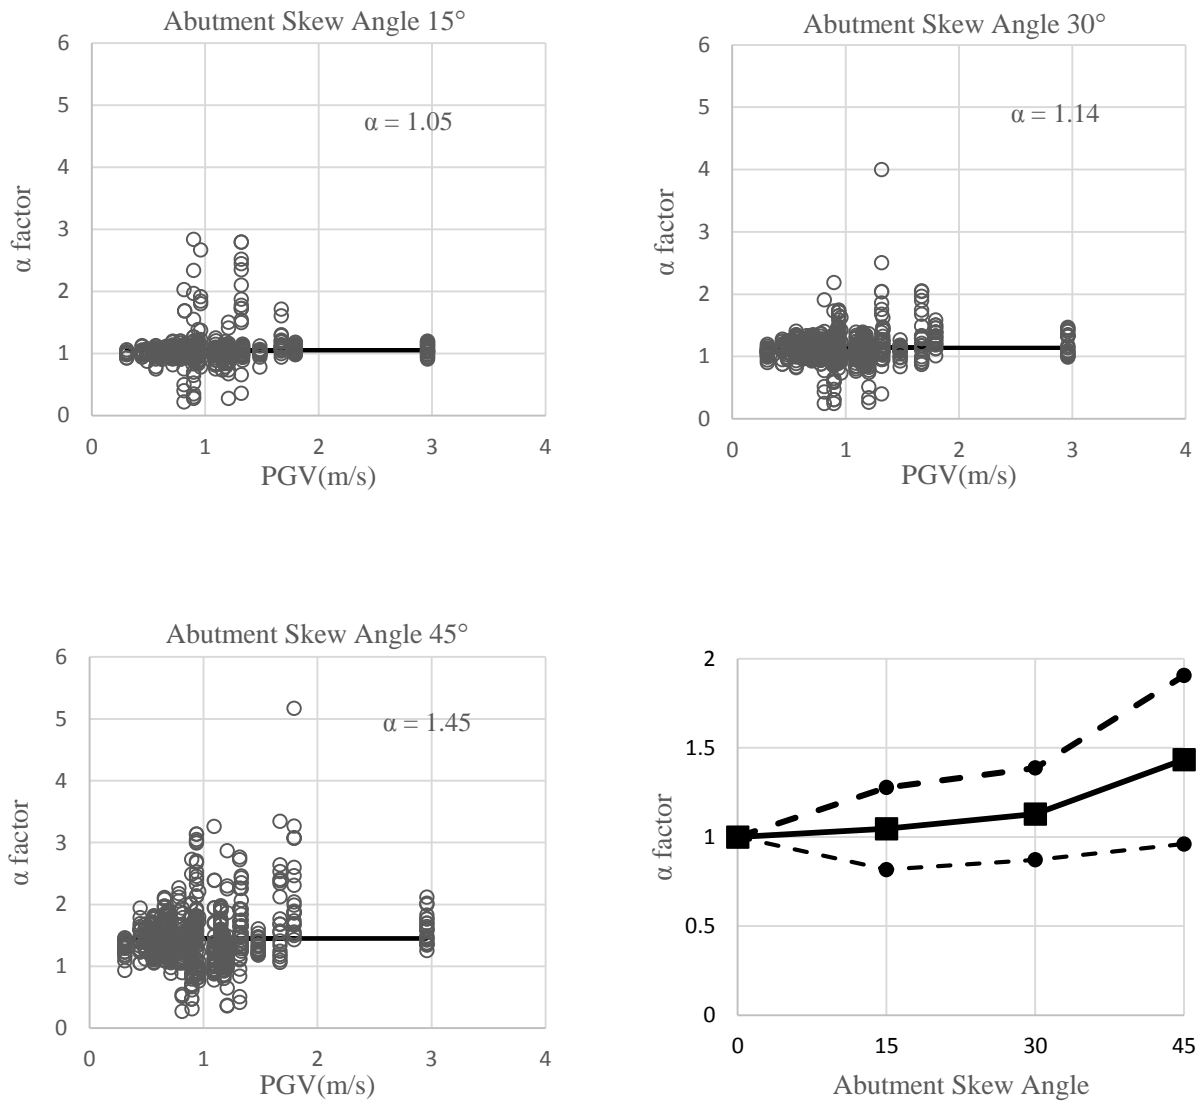 Abutment Skew Angle 15°
6
5
4
3
2
1
0
α factor
α = 1.05
0 1 2 3 4
PGV(m/s)
Abutment Skew Angle 30°
6
5
4
3
2
1
0
α factor
α = 1.14
0 1 2 3 4
PGV(m/s)
Abutment Skew Angle 45°
6
5
4
3
2
1
0
α factor
α = 1.45
0 1 2 3 4
PGV(m/s)
2
1.5
1
0.5
0
α factor
0 15 30 45
Abutment Skew Angle